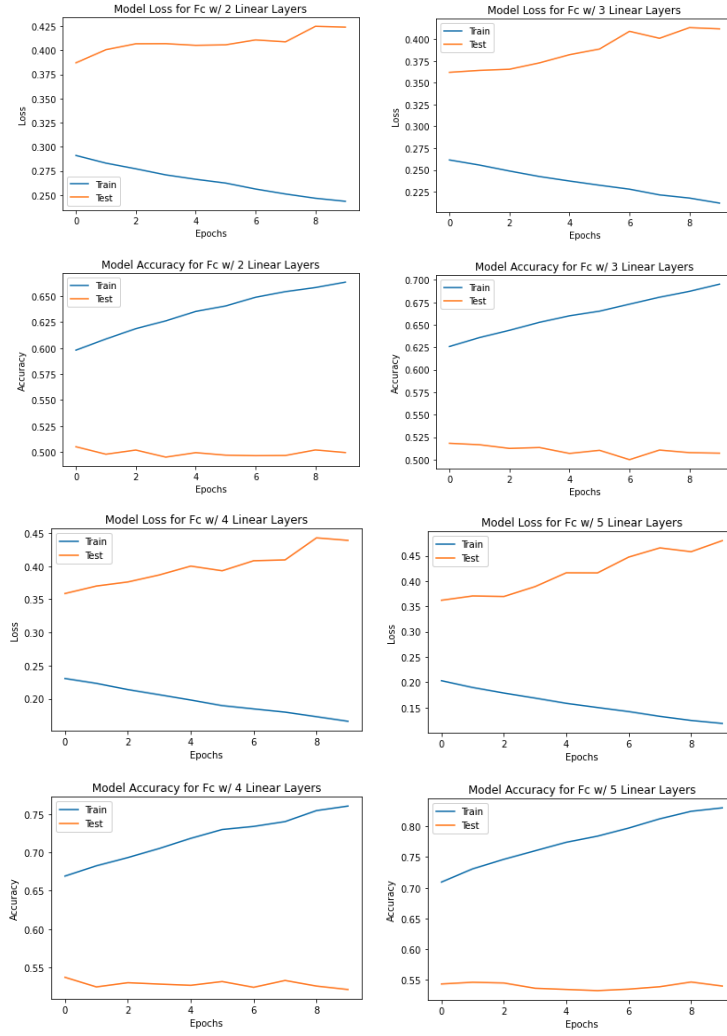 Model Loss for Fc w/ 2 Linear Layers
0.425
0.400
0.375
0.350
0.325
0.300
0.275
0.250
Loss
Train
Test
0 2 4 6 8
Epochs
Model Loss for Fc w/ 3 Linear Layers
0.400
0.375
0.350
0.325
0.300
0.275
0.250
0.225
Loss
Train
Test
0 2 4 6 8
Epochs
Model Accuracy for Fc w/ 2 Linear Layers
0.650
0.625
0.600
0.575
0.550
0.525
0.500
Accuracy
Train
Test
0 2 4 6 8
Epochs
Model Accuracy for Fc w/ 3 Linear Layers
0.700
0.675
0.650
0.625
0.600
0.575
0.550
0.525
0.500
Accuracy
Train
Test
0 2 4 6 8
Epochs
Model Loss for Fc w/ 4 Linear Layers
0.45
0.40
0.35
0.30
0.25
0.20
Loss
Train
Test
0 2 4 6 8
Epochs
Model Loss for Fc w/ 5 Linear Layers
0.45
0.40
0.35
0.30
0.25
0.20
0.15
Loss
Train
Test
0 2 4 6 8
Epochs
Model Accuracy for Fc w/ 4 Linear Layers
0.75
0.70
0.65
0.60
0.55
Accuracy
Train
Test
0 2 4 6 8
Epochs
Model Accuracy for Fc w/ 5 Linear Layers
0.80
0.75
0.70
0.65
0.60
0.55
Accuracy
Train
Test
0 2 4 6 8
Epochs